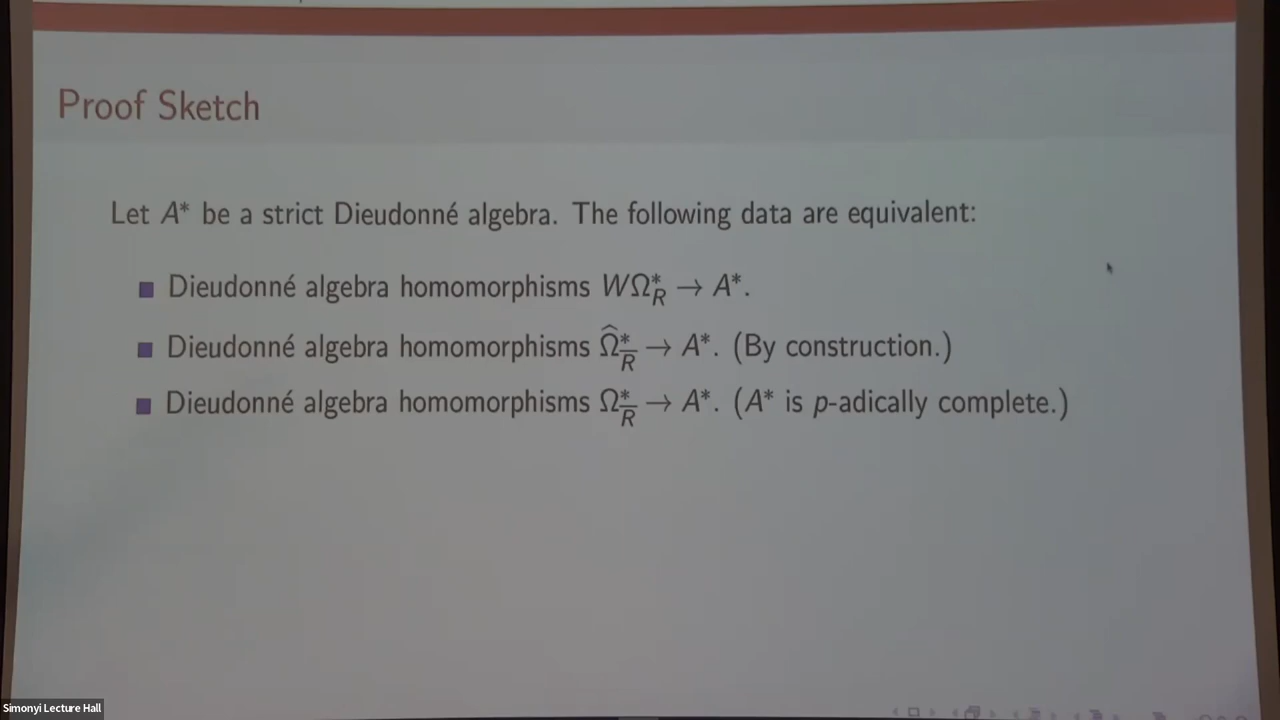 Proof Sketch
Let A* be a strict Dieudonné algebra. The following data are equivalent:
Dieudonné algebra homomorphisms WΩ*_R → A*.
Dieudonné algebra homomorphisms Ω̂*_R̅ → A*. (By construction.)
Dieudonné algebra homomorphisms Ω*_R̅ → A*. (A* is p-adically complete.)
Simonyi Lecture Hall